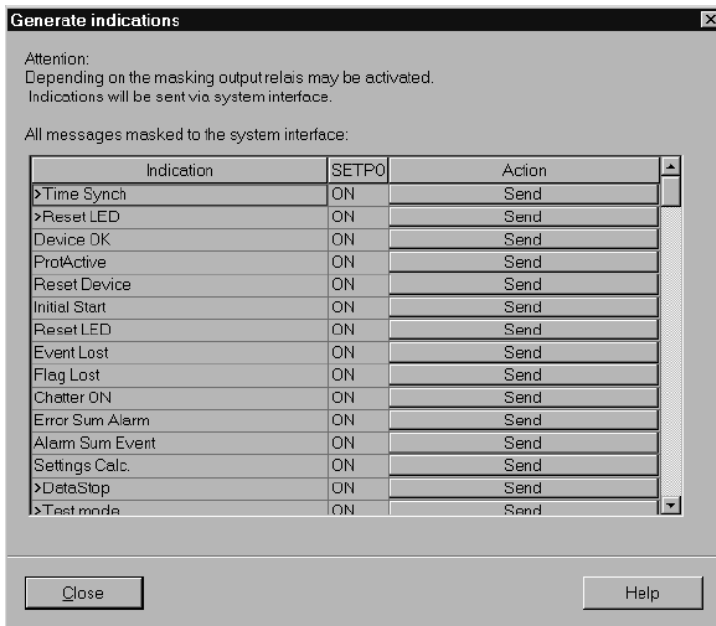 Generate indications
Attention:
Depending on the masking output relais may be activated.
Indications will be sent via system interface.
All messages masked to the system interface:
Indication SETPO Action
>Time Synch ON Send
>Reset LED ON Send
Device OK ON Send
ProtActive ON Send
Reset Device ON Send
Initial Start ON Send
Reset LED ON Send
Event Lost ON Send
Flag Lost ON Send
Chatter ON ON Send
Error Sum Alarm ON Send
Alarm Sum Event ON Send
Settings Calc. ON Send
>DataStop ON Send
>Test mode ON Send
Close Help